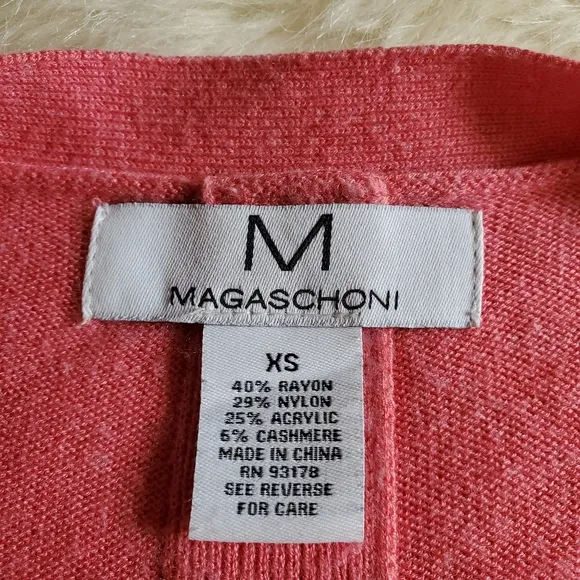 M
MAGASCHONI
XS
40% RAYON
29% NYLON
25% ACRYLIC
6% CASHMERE
MADE IN CHINA
RN 93178
SEE REVERSE
FOR CARE